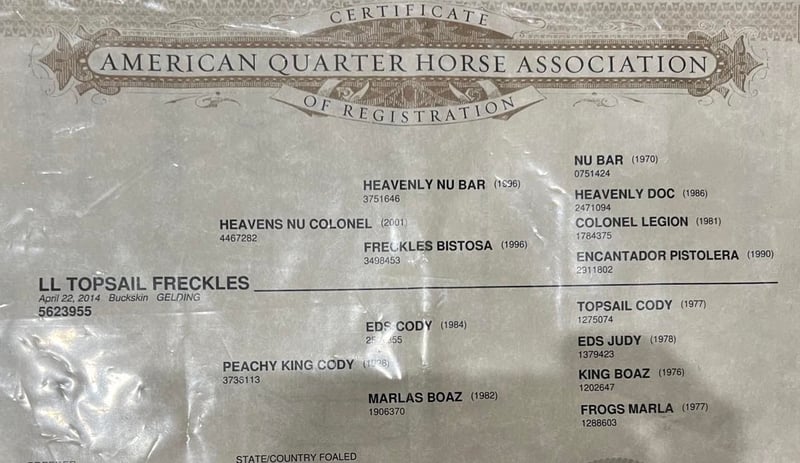 CERTIFICATE
AMERICAN QUARTER HORSE ASSOCIATION
OF REGISTRATION
NU BAR (1970)
0751424
HEAVENLY NU BAR (1996)
3751646
HEAVENLY DOC (1986)
2471094
HEAVENS NU COLONEL (2001)
4467282
COLONEL LEGION (1981)
1784375
FRECKLES BISTOSA (1996)
3498453
ENCANTADOR PISTOLERA (1990)
2911802
LL TOPSAIL FRECKLES
April 22, 2014 Buckskin GELDING
5623955
TOPSAIL CODY (1977)
1275074
EDS CODY (1984)
EDS JUDY (1978)
1379423
PEACHY KING CODY
3736113
KING BOAZ (1976)
1202647
MARLAS BOAZ (1982)
1906370
FROGS MARLA (1977)
1288603
STATE/COUNTRY FOALED